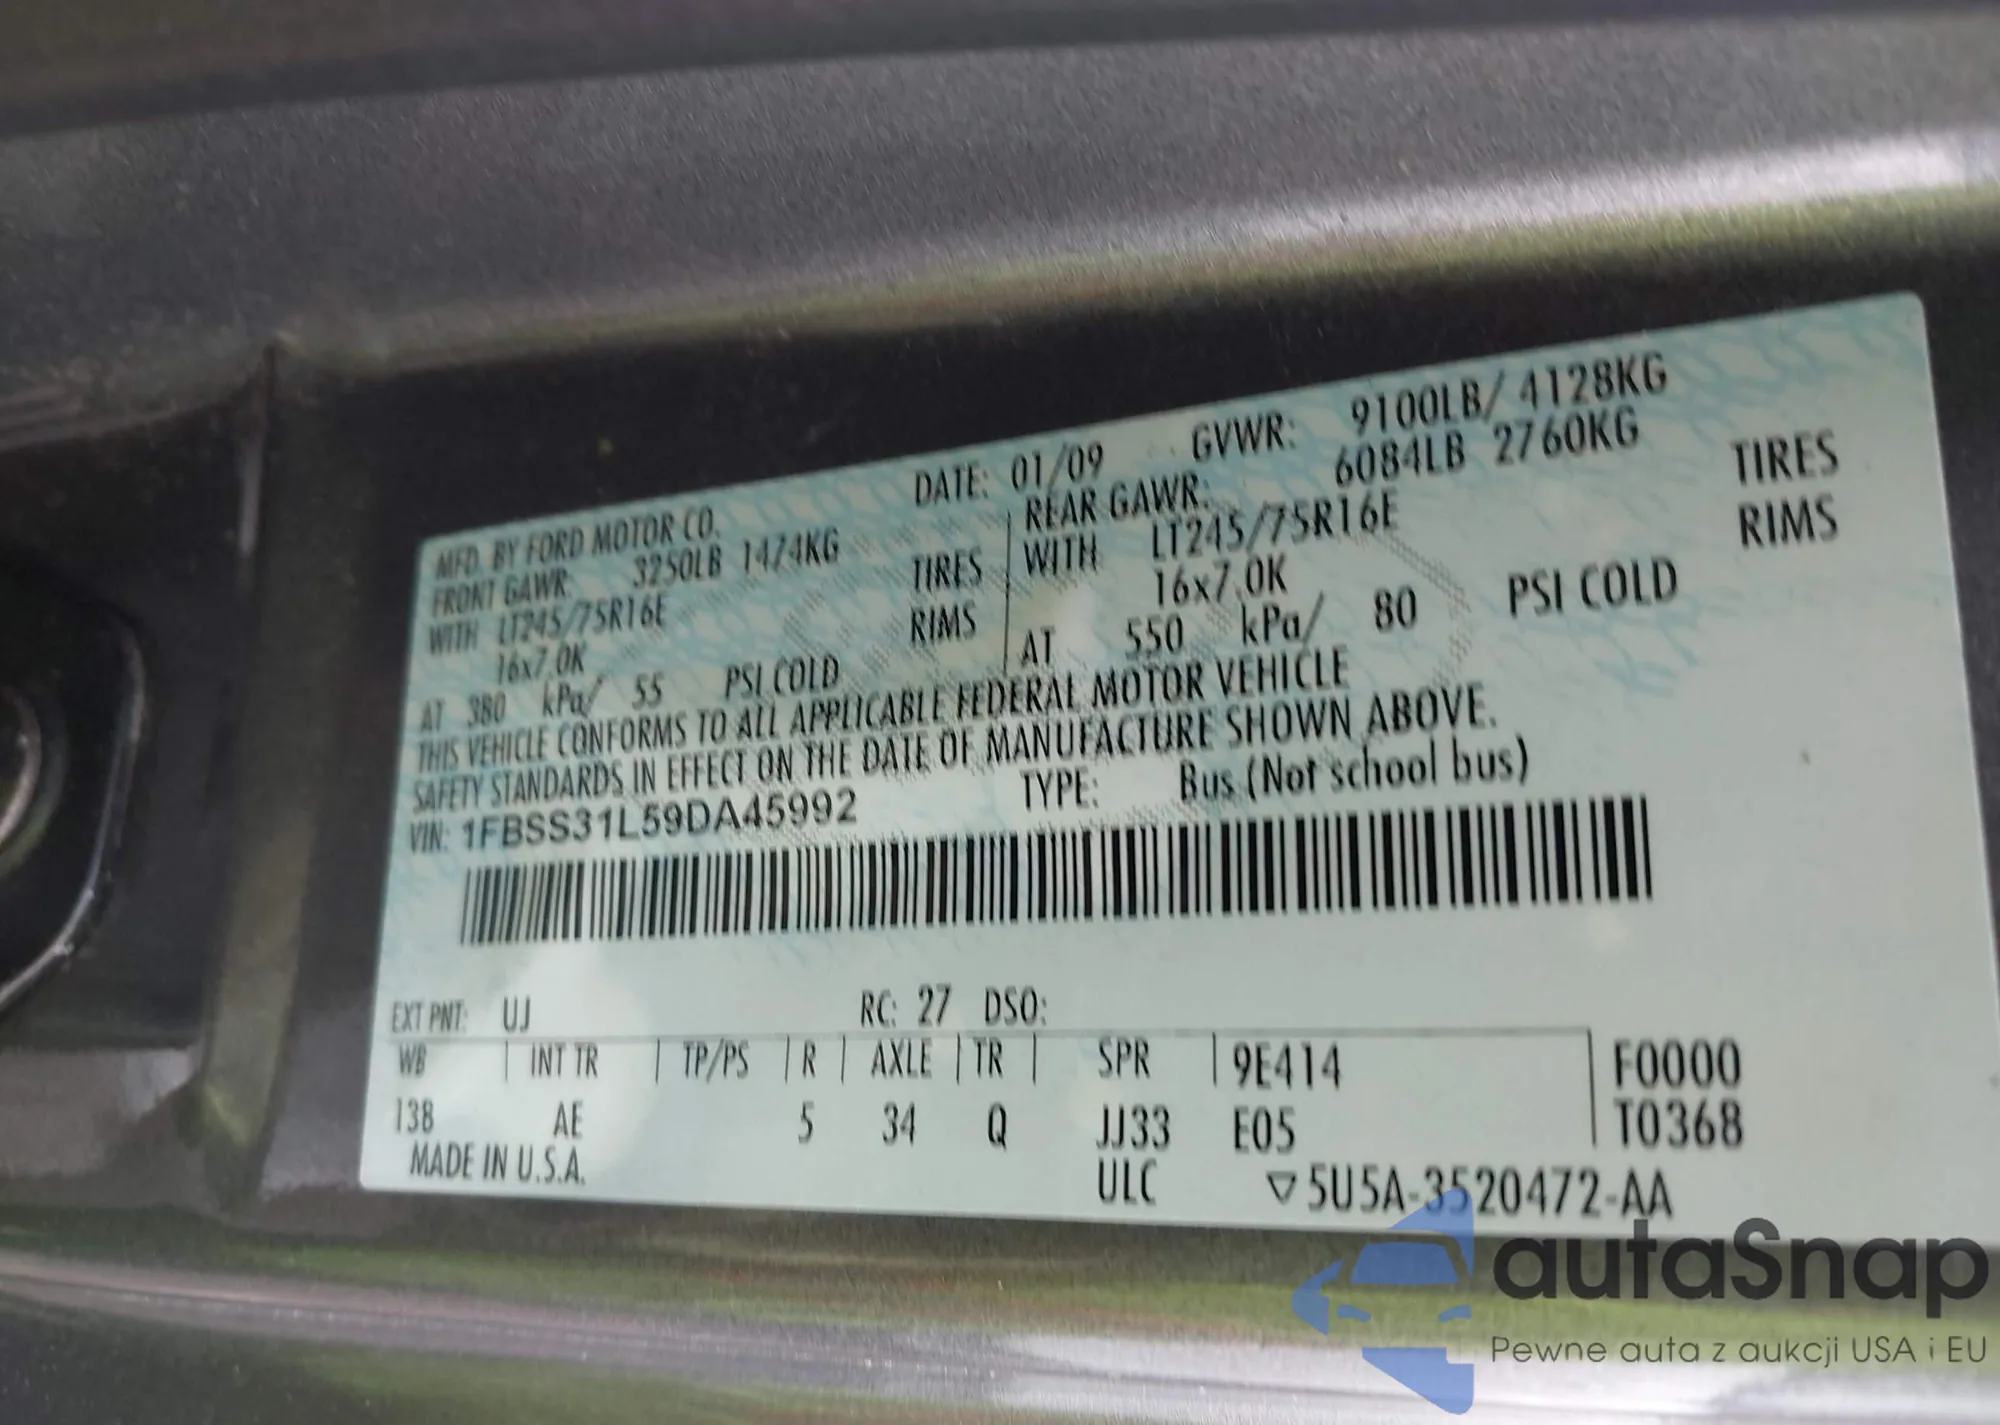 MFD. BY FORD MOTOR CO. DATE: 01/09 GVWR: 9100LB/ 4128KG
FRONT GAWR: 3250LB 1474KG REAR GAWR: 6084LB 2760KG
WITH LT245/75R16E TIRES WITH LT245/75R16E TIRES
16x7.0K RIMS 16x7.0K RIMS
AT 380 kPa/ 55 PSI COLD AT 550 kPa/ 80 PSI COLD
THIS VEHICLE CONFORMS TO ALL APPLICABLE FEDERAL MOTOR VEHICLE
SAFETY STANDARDS IN EFFECT ON THE DATE OF MANUFACTURE SHOWN ABOVE.
VIN: 1FBSS31L59DA45992 TYPE: Bus (Not school bus)
EXT PNT: UJ RC: 27 DSO:
WB INT TR TP/PS R AXLE TR SPR 9E414 F0000
138 AE 5 34 Q JJ33 E05 T0368
MADE IN U.S.A. ULC ▽5U5A-3520472-AA
autaSnap
Pewne auta z aukcji USA i EU